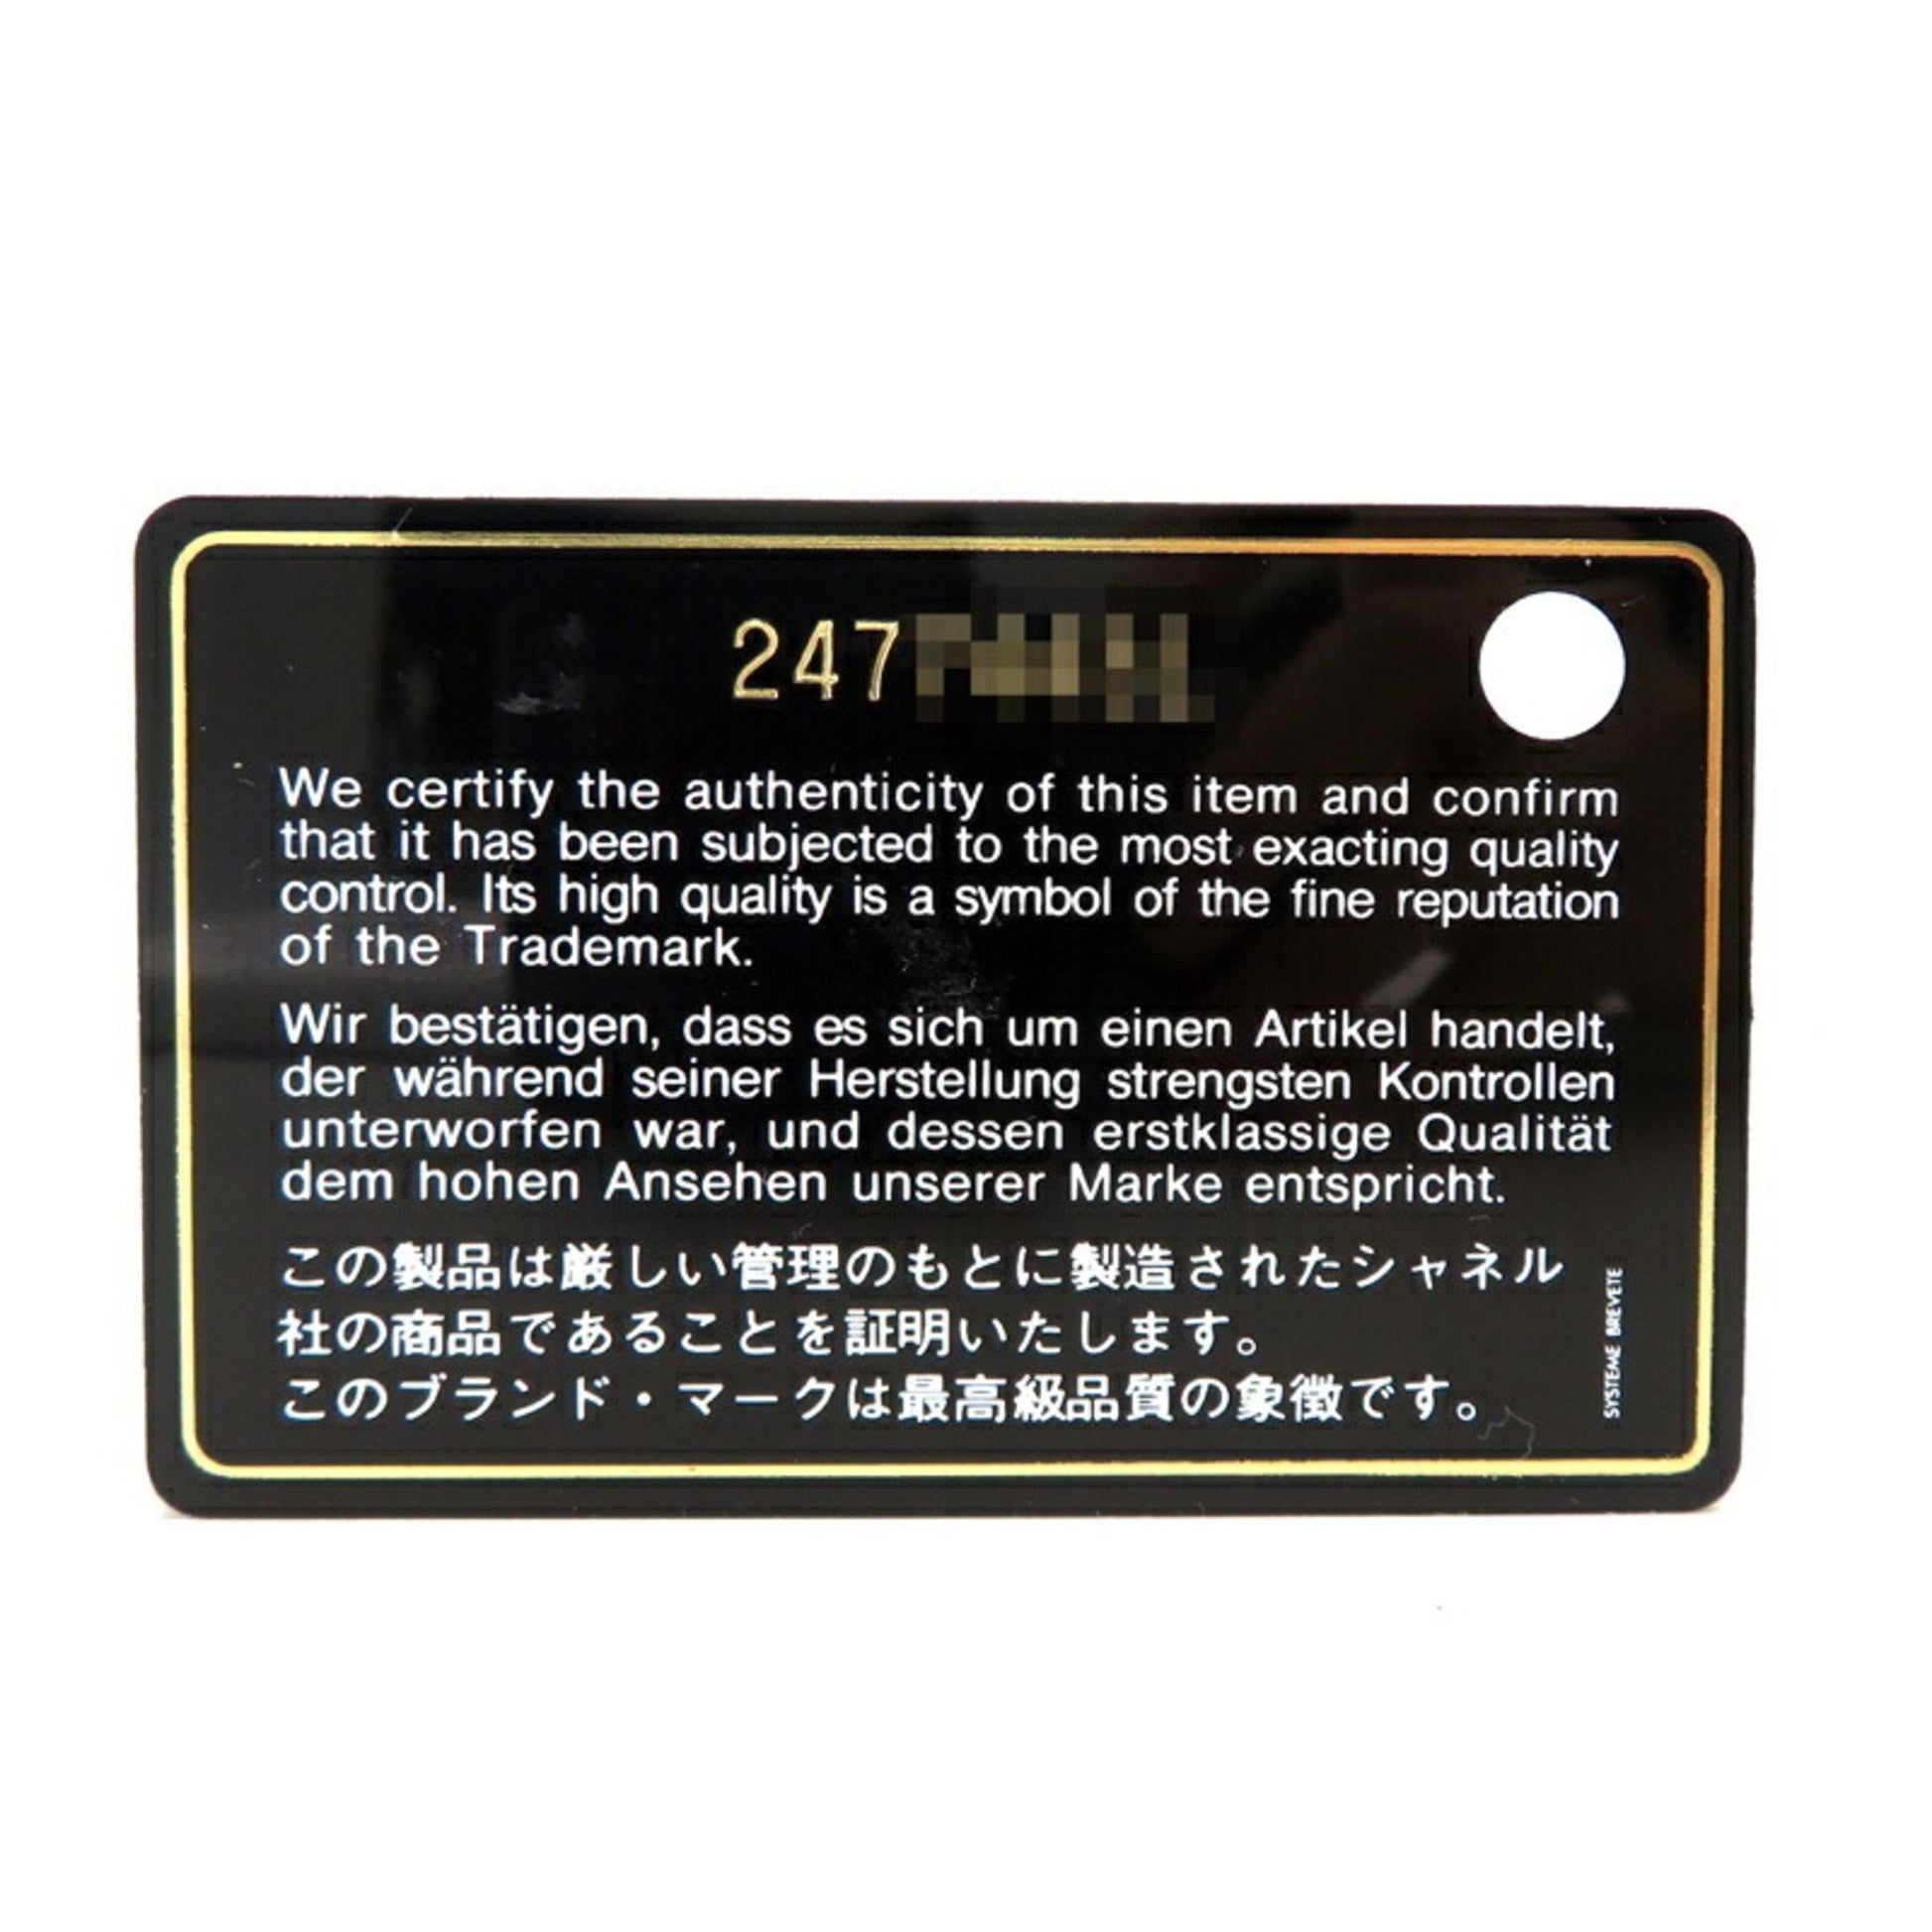 247
We certify the authenticity of this item and confirm
that it has been subjected to the most exacting quality
control. Its high quality is a symbol of the fine reputation
of the Trademark.
Wir bestätigen, dass es sich um einen Artikel handelt,
der während seiner Herstellung strengsten Kontrollen
unterworfen war, und dessen erstklassige Qualität
dem hohen Ansehen unserer Marke entspricht.
この製品は厳しい管理のもとに製造されたシャネル
社の商品であることを証明いたします。
このブランド・マークは最高級品質の象徴です。
SYSTEME BREVETE